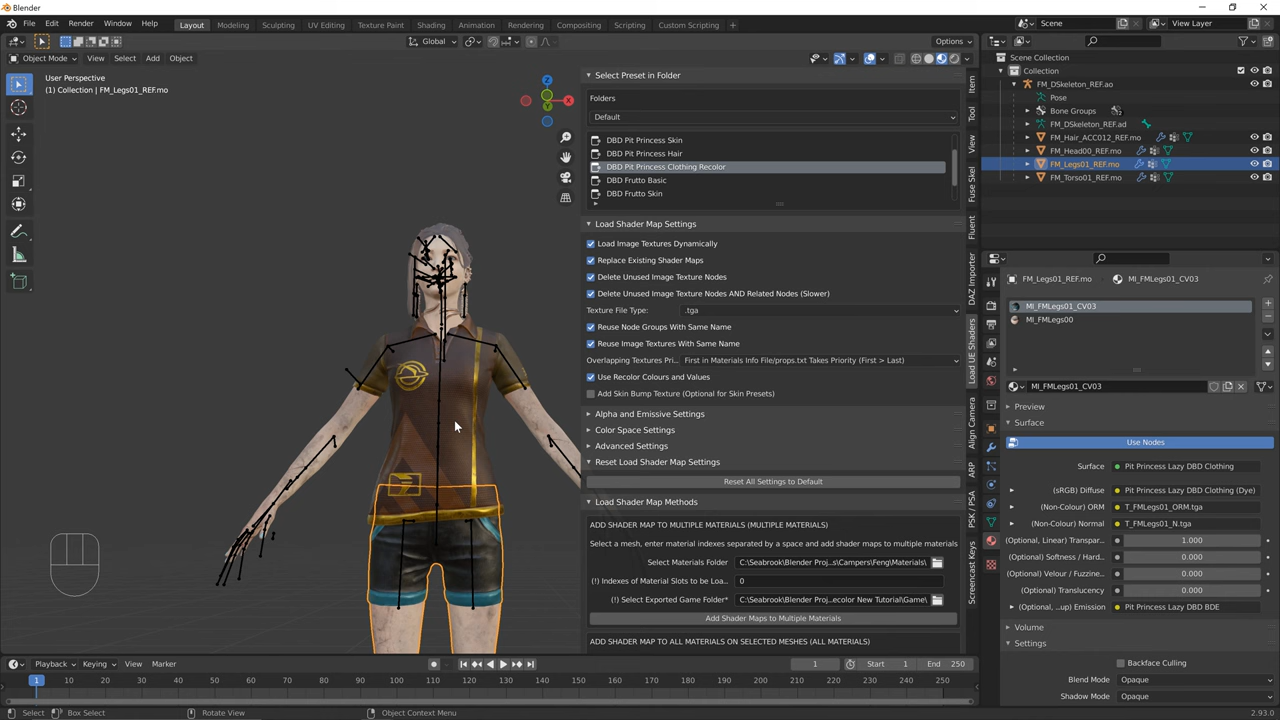 Blender
File Edit Render Window Help Layout Modeling Sculpting UV Editing Texture Paint Shading Animation Rendering Compositing Scripting Custom Scripting + Scene View Layer
Global Options
Object Mode View Select Add Object
User Perspective
(1) Collection | FM_Legs01_REF.mo
Z
X
Y
Select Preset in Folder
Folders
Default
DBD Pit Princess Skin
DBD Pit Princess Hair
DBD Pit Princess Clothing Recolor
DBD Frutto Basic
DBD Frutto Skin
Load Shader Map Settings
Load Image Textures Dynamically
Replace Existing Shader Maps
Delete Unused Image Texture Nodes
Delete Unused Image Texture Nodes AND Related Nodes (Slower)
Texture File Type: .tga
Reuse Node Groups With Same Name
Reuse Image Textures With Same Name
Overlapping Textures Pri... First in Materials Info File/props.txt Takes Priority (First > Last)
Use Recolor Colours and Values
Add Skin Bump Texture (Optional for Skin Presets)
Alpha and Emissive Settings
Color Space Settings
Advanced Settings
Reset Load Shader Map Settings
Reset All Settings to Default
Load Shader Map Methods
ADD SHADER MAP TO MULTIPLE MATERIALS (MULTIPLE MATERIALS)
Select a mesh, enter material indexes separated by a space and add shader maps to multiple materials
Select Materials Folder C:\Seabrook\Blender Proj...s\Campers\Feng\Materials\
(!) Indexes of Material Slots to be Loa... 0
(!) Select Exported Game Folder* C:\Seabrook\Blender Proj...ecolor New Tutorial\Game\
Add Shader Maps to Multiple Materials
ADD SHADER MAP TO ALL MATERIALS ON SELECTED MESHES (ALL MATERIALS)
Item
Tool
View
Fuse Skel
Fluent
DAZ Importer
Load UE Shaders
Align Camera
ARP
PSK / PSA
Screencast Keys
Scene Collection
Collection
FM_DSkeleton_REF.ao
Pose
Bone Groups
FM_DSkeleton_REF.ad
FM_Hair_ACC012_REF.mo
FM_Head00_REF.mo
FM_Legs01_REF.mo
FM_Torso01_REF.mo
FM_Legs01_REF.mo MI_FMLegs01_CV03
MI_FMLegs01_CV03
MI_FMLegs00
MI_FMLegs01_CV03
Preview
Surface
Use Nodes
Surface Pit Princess Lazy DBD Clothing
(sRGB) Diffuse Pit Princess Lazy DBD Clothing (Dye)
(Non-Colour) ORM T_FMLegs01_ORM.tga
(Non-Colour) Normal T_FMLegs01_N.tga
(Optional, Linear) Transpar... 1.000
(Optional) Softness / Hard... 0.000
(Optional) Velour / Fuzzine... 0.000
(Optional) Translucency 0.000
(Optional, ...up) Emission Pit Princess Lazy DBD BDE
Volume
Settings
Backface Culling
Blend Mode Opaque
Shadow Mode Opaque
Playback Keying View Marker 1 Start 1 End 250
1 10 20 30 40 50 60 70 80 90 100 110 120 130 140 150 160 170 180 190 200 210 220 230 240 250
Select Box Select Rotate View Object Context Menu 2.93.0